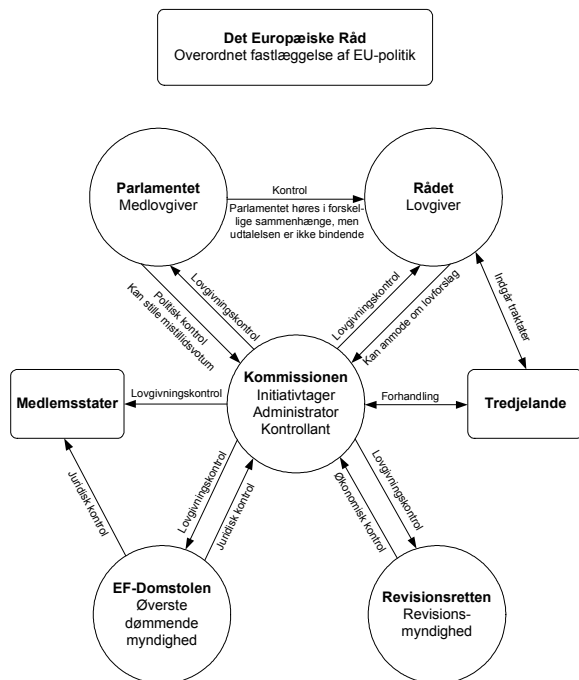 Det Europæiske Råd
Overordnet fastlæggelse af EU-politik
Parlamentet
Medlovgiver
Kontrol
Parlamentet høres i forskel-
lige sammenhænge, men
udtalelsen er ikke bindende
Rådet
Lovgiver
Lovgivningskontrol
Politisk kontrol
Kan stille mistillidsvotum
Lovgivningskontrol
Kan anmode om lovforslag
Indgår traktater
Medlemsstater
Lovgivningskontrol
Kommissionen
Initiativtager
Administrator
Kontrollant
Forhandling
Tredjelande
Juridisk kontrol
Lovgivningskontrol
Juridisk kontrol
Økonomisk kontrol
Lovgivningskontrol
EF-Domstolen
Øverste
dømmende
myndighed
Revisionsretten
Revisions-
myndighed